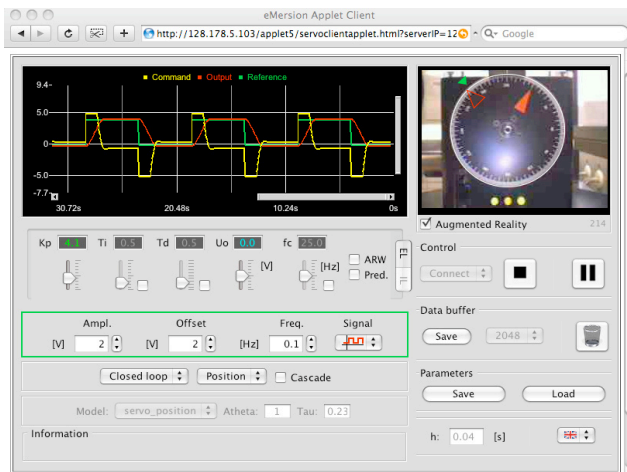 eMersion Applet Client
http://128.178.5.103/applet5/servoclientapplet.html?serverIP=12
Google
Command Output Reference
9.4-
5.0-
0-
-5.0-
-7.7
30.72s 20.48s 10.24s 0s
Augmented Reality 214
Kp 4.1 Ti 0.5 Td 0.5 Uo 0.0 fc 25.0
[V] [Hz]
ARW
Pred.
EL
IL
Control
Connect
Ampl. Offset Freq. Signal
[V] 2 [V] 2 [Hz] 0.1
Data buffer
Save 2048
Closed loop Position Cascade
Parameters
Save Load
Model: servo_position Atheta: 1 Tau: 0.23
Information
h: 0.04 [s]